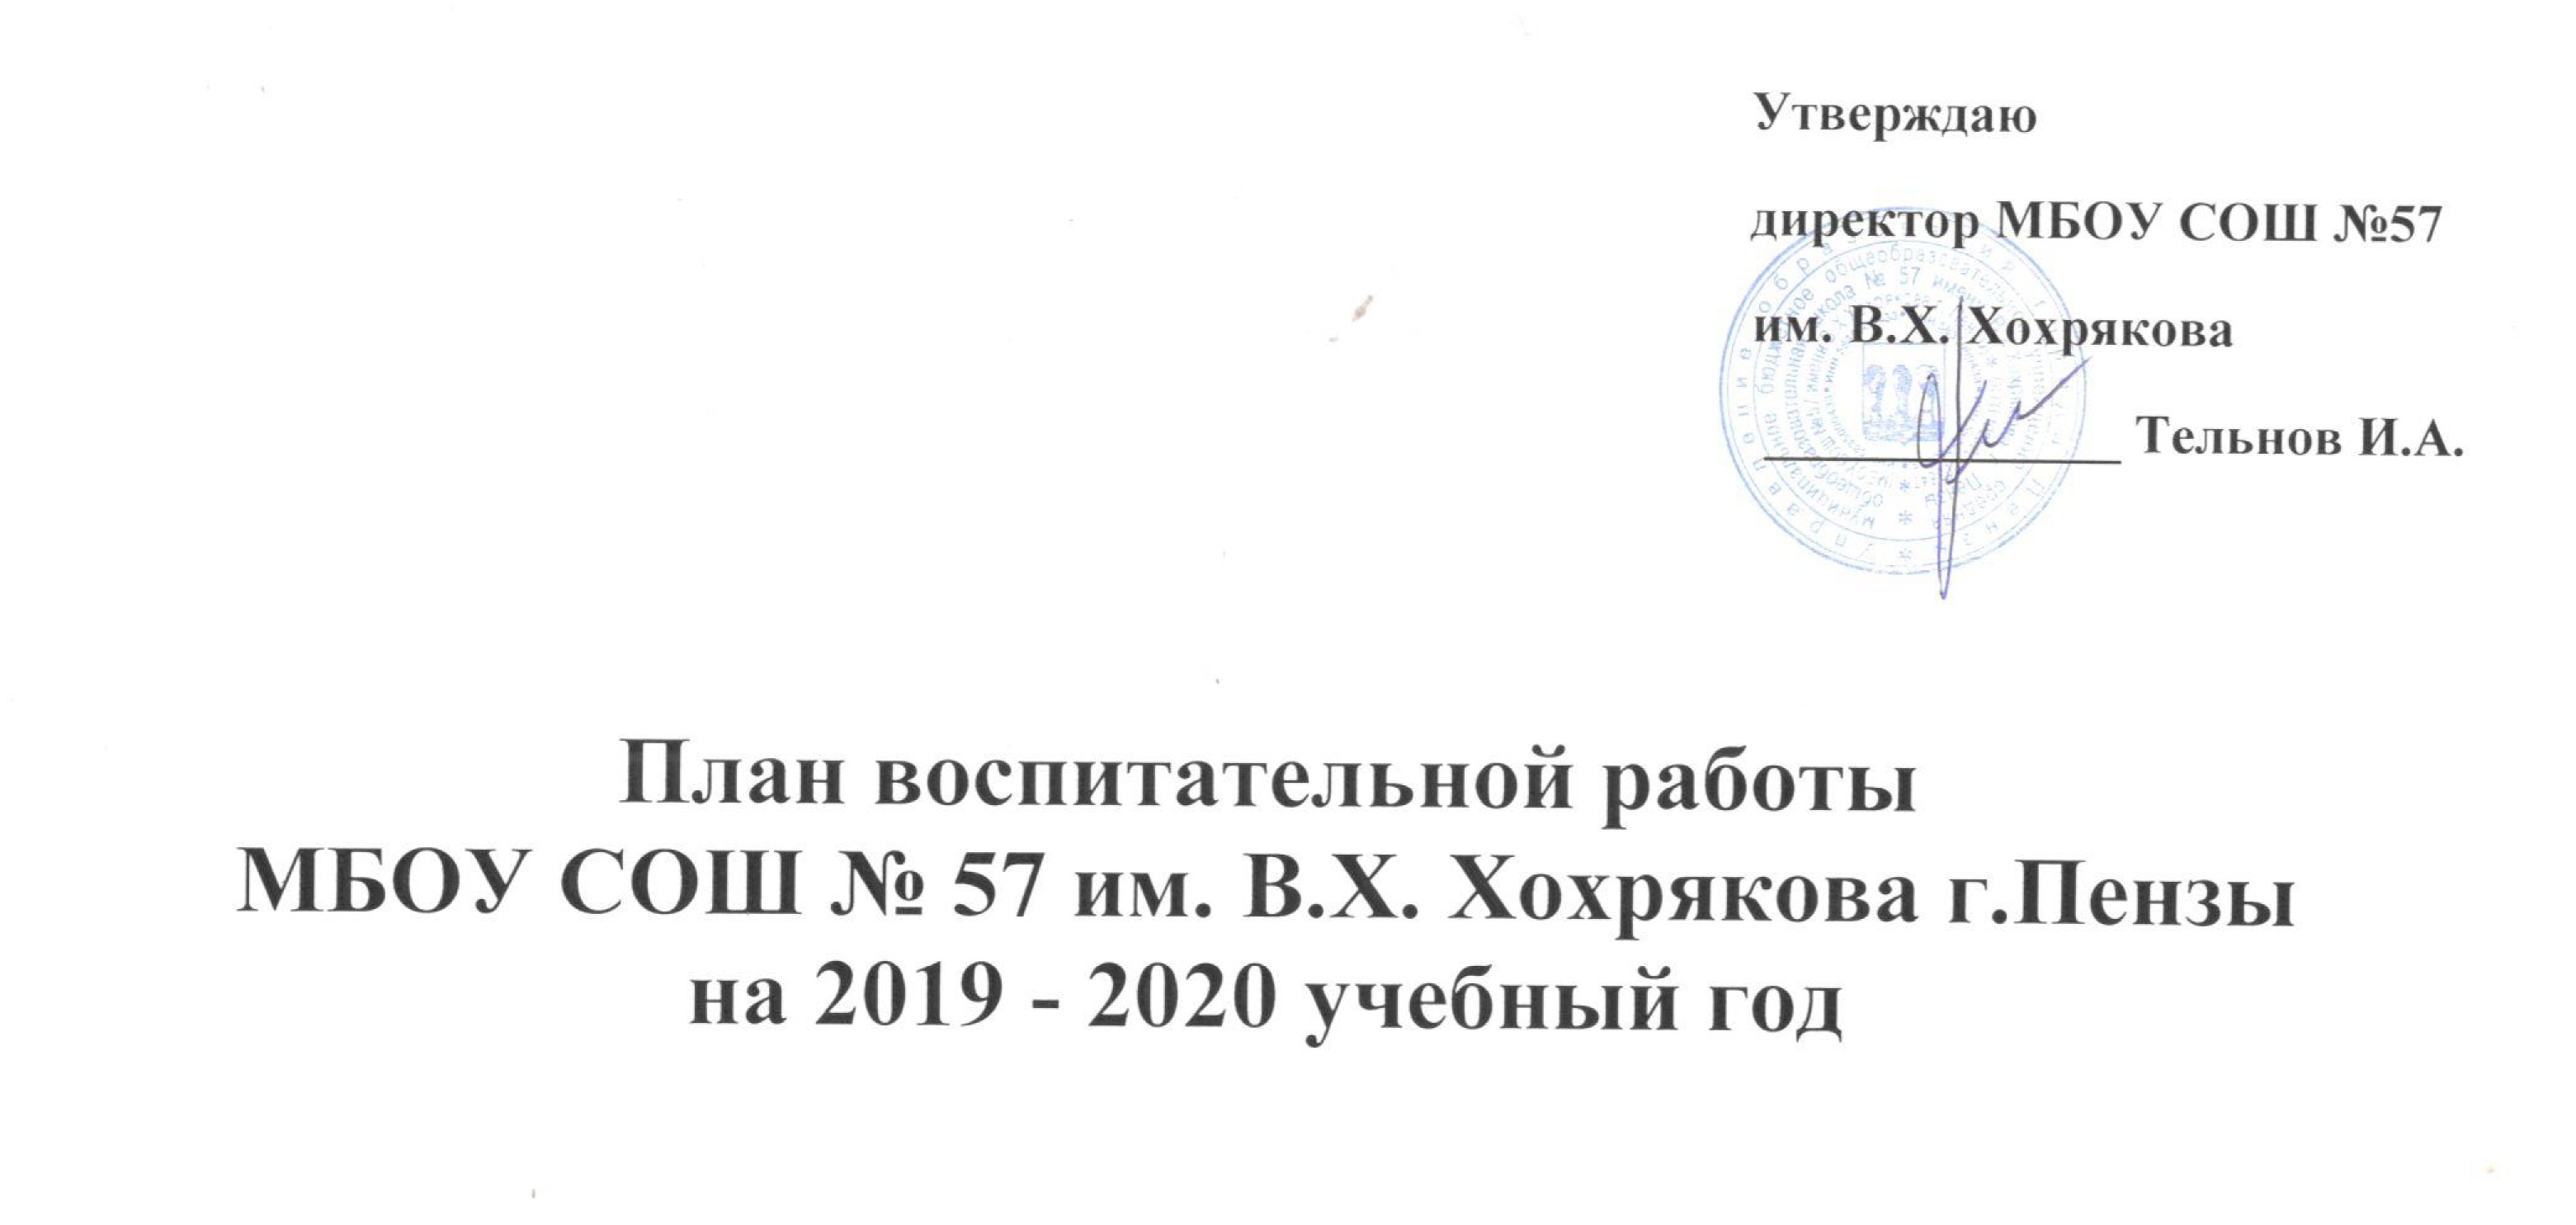 Утверждаю
директор МБОУ СОШ №57
им. В.Х. Хохрякова
Тельнов И.А.
План воспитательной работы
МБОУ СОШ № 57 им. В.Х. Хохрякова г.Пензы
на 2019 - 2020 учебный год